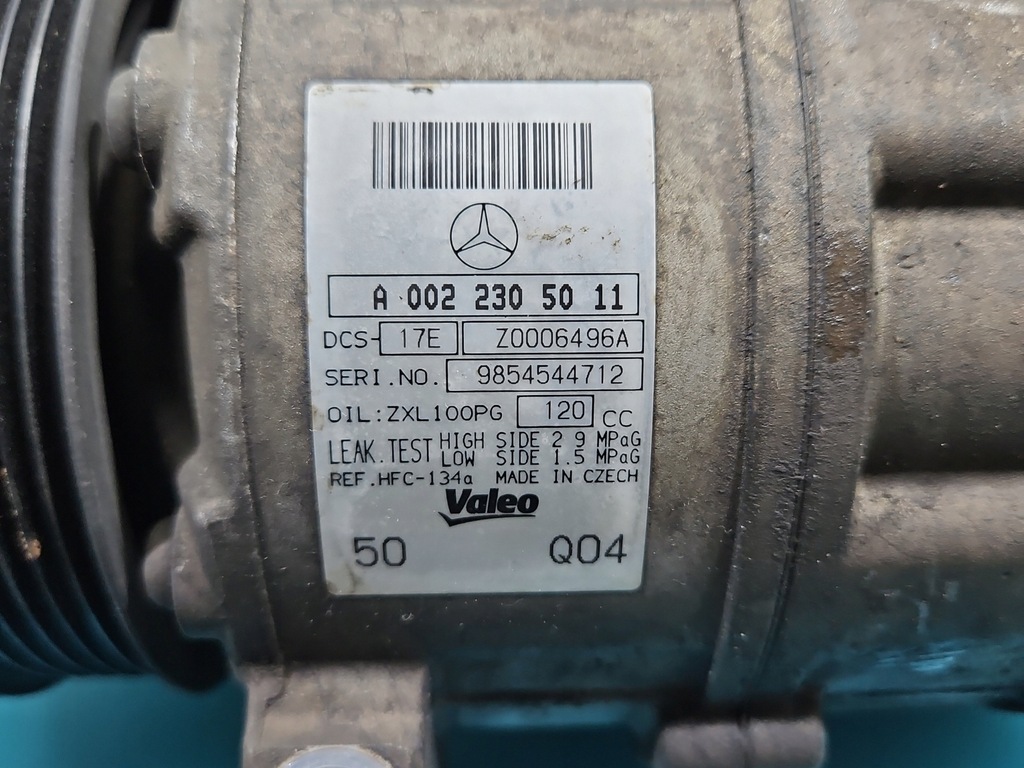 A 002 230 50 11
DCS- 17E Z0006496A
SERI.NO. 9854544712
OIL:ZXL100PG 120 CC
LEAK.TEST HIGH SIDE 2.9 MPaG
LOW SIDE 1.5 MPaG
REF.HFC-134a MADE IN CZECH
Valeo
50 Q04